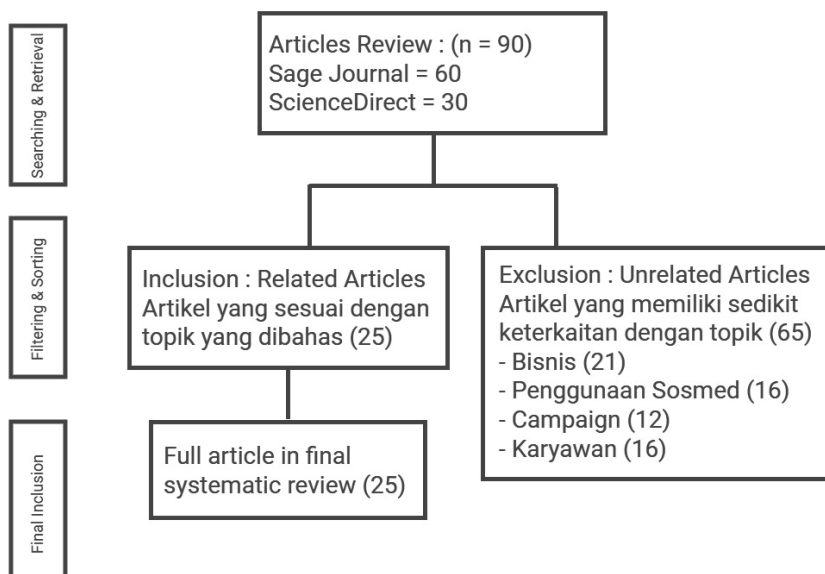 Searching & Retrieval
Articles Review : (n = 90)
Sage Journal = 60
ScienceDirect = 30
Filtering & Sorting
Inclusion : Related Articles
Artikel yang sesuai dengan
topik yang dibahas (25)
Exclusion : Unrelated Articles
Artikel yang memiliki sedikit
keterkaitan dengan topik (65)
- Bisnis (21)
- Penggunaan Sosmed (16)
- Campaign (12)
- Karyawan (16)
Final Inclusion
Full article in final
systematic review (25)